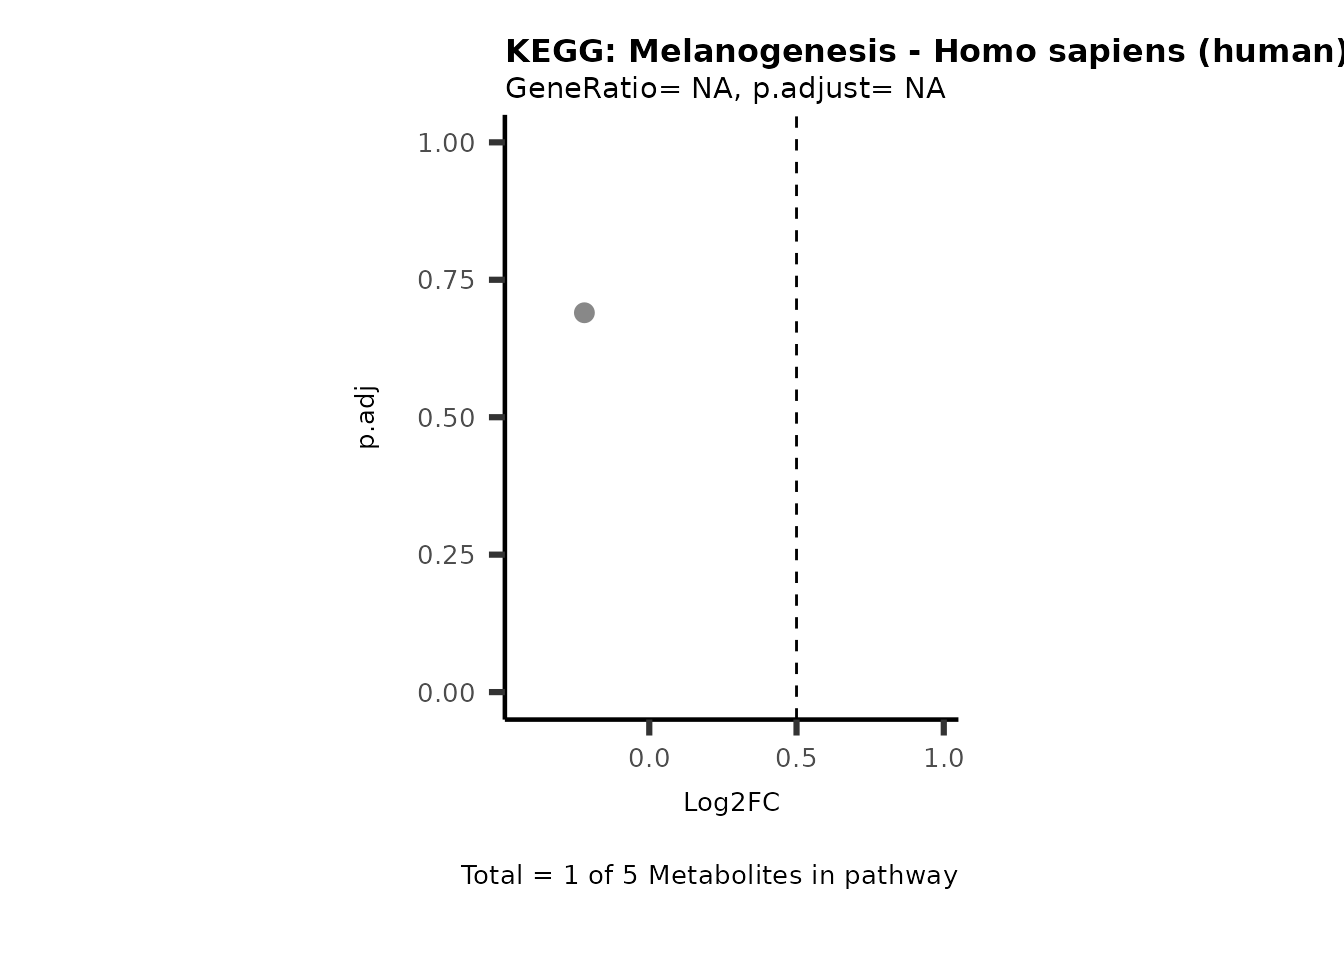 KEGG: Melanogenesis - Homo sapiens (human)
GeneRatio= NA, p.adjust= NA
1.00
0.75
0.50
0.25
0.00
p.adj
0.0 0.5 1.0
Log2FC
Total = 1 of 5 Metabolites in pathway